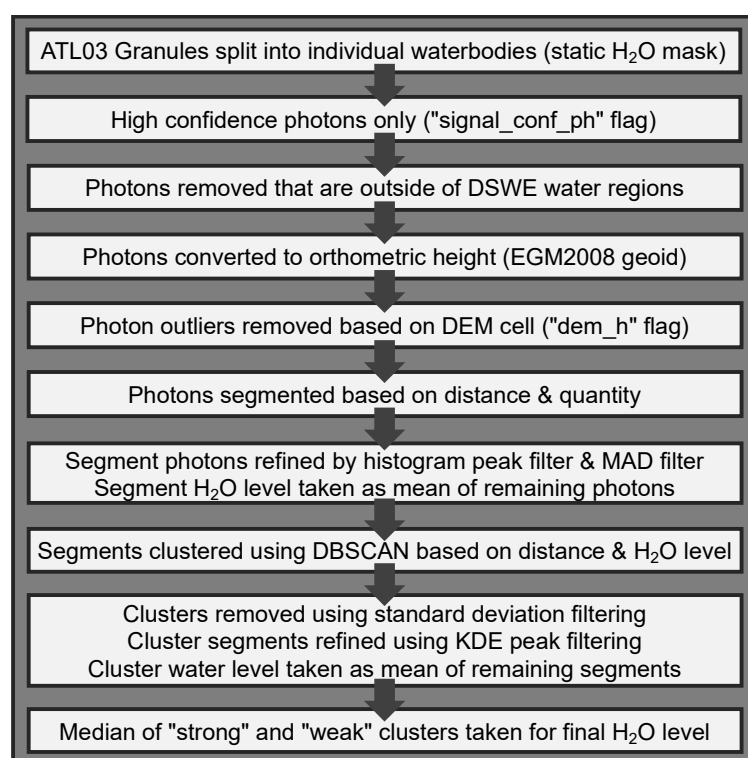 ATL03 Granules split into individual waterbodies (static H₂O mask)
High confidence photons only ("signal_conf_ph" flag)
Photons removed that are outside of DSWE water regions
Photons converted to orthometric height (EGM2008 geoid)
Photon outliers removed based on DEM cell ("dem_h" flag)
Photons segmented based on distance & quantity
Segment photons refined by histogram peak filter & MAD filter
Segment H₂O level taken as mean of remaining photons
Segments clustered using DBSCAN based on distance & H₂O level
Clusters removed using standard deviation filtering
Cluster segments refined using KDE peak filtering
Cluster water level taken as mean of remaining segments
Median of "strong" and "weak" clusters taken for final H₂O level